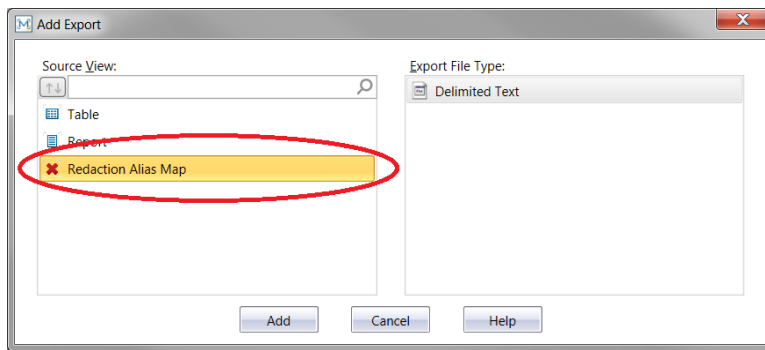 Add Export
Source View:
Export File Type:
Table
Delimited Text
Report
Redaction Alias Map
Add
Cancel
Help